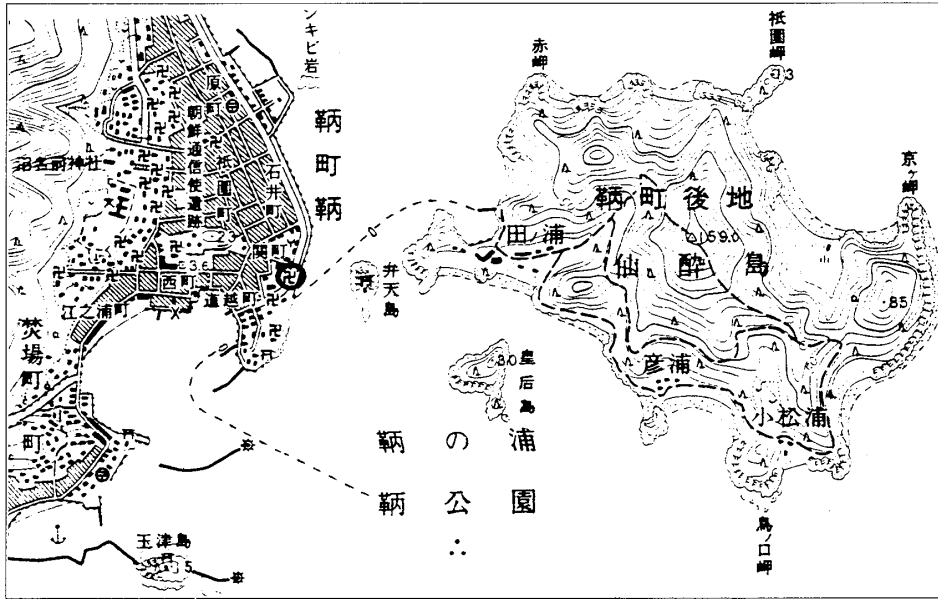 ンキビ岩
原町
鞆町鞆
朝鮮通信使遺跡
祇園町
石井町
沼名前神社
関町
西町
道越町
江之浦町
焚場町
町
赤岬
祇園岬
3
京ヶ岬
鞆町後地
田ノ浦
159.0
仙酔島
85
弁天島
30
皇后島
彦浦
小松浦
鞆の浦
鞆公園
烏ノ口岬
玉津島
5